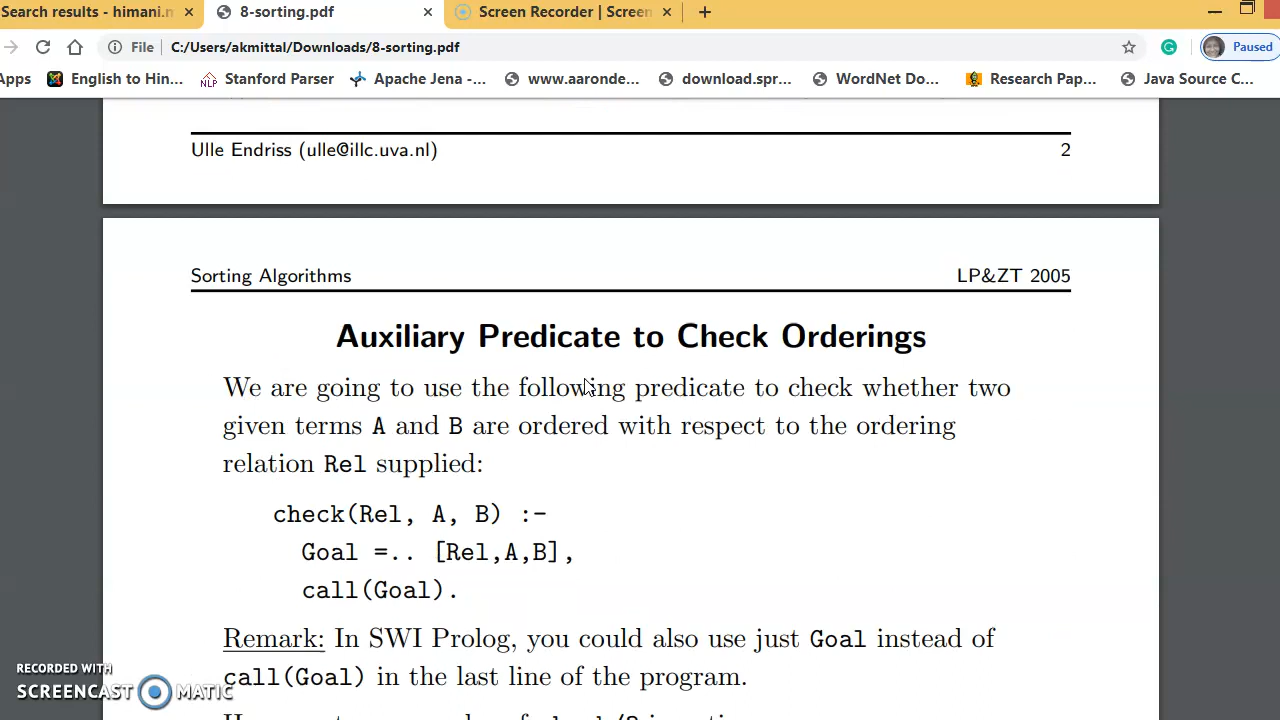 Search results - himani.m
8-sorting.pdf
Screen Recorder | Screen
File
C:/Users/akmittal/Downloads/8-sorting.pdf
Paused
Apps
English to Hin...
NLP
Stanford Parser
Apache Jena -...
www.aaronde...
download.spr...
WordNet Do...
Research Pap...
Java Source C...
Ulle Endriss (ulle@illc.uva.nl)
2
Sorting Algorithms
LP&ZT 2005
Auxiliary Predicate to Check Orderings
We are going to use the following predicate to check whether two
given terms A and B are ordered with respect to the ordering
relation Rel supplied:
check(Rel, A, B) :-
Goal =.. [Rel,A,B],
call(Goal).
Remark: In SWI Prolog, you could also use just Goal instead of
call(Goal) in the last line of the program.
RECORDED WITH
SCREENCAST MATIC